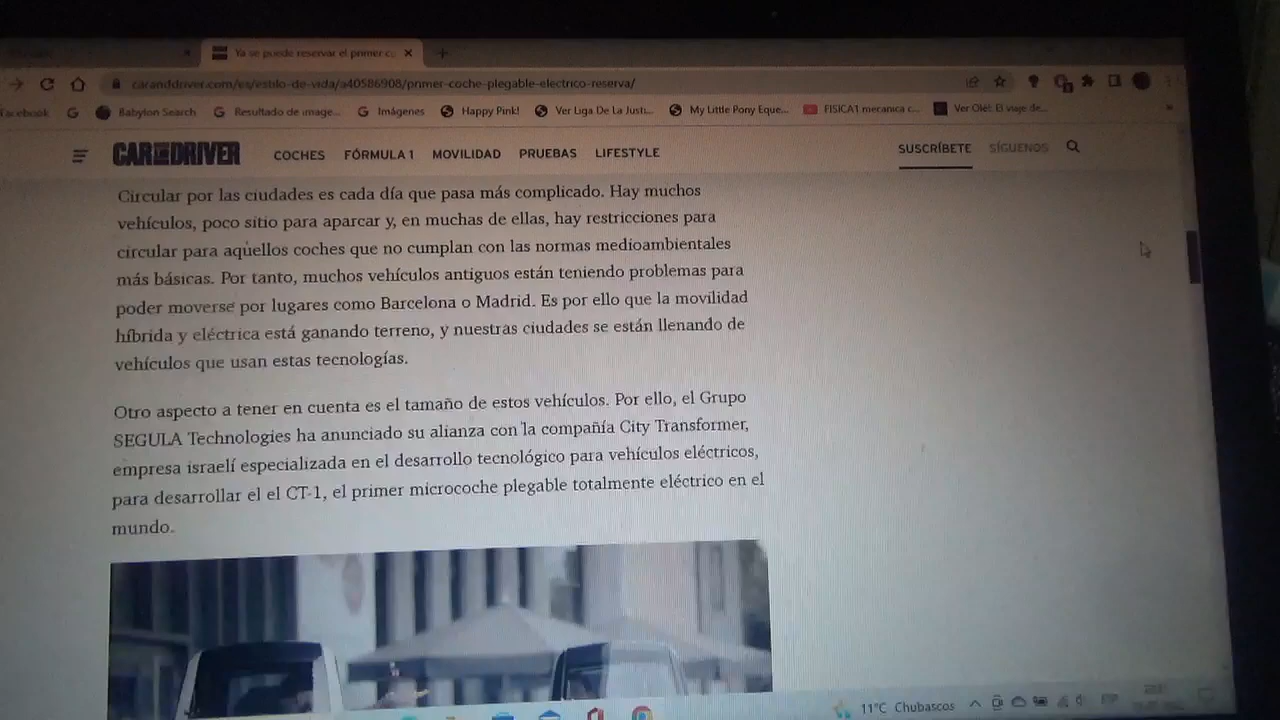 Ya se puede reservar el primer c
caranddriver.com/es/estilo-de-vida/a40586908/primer-coche-plegable-electrico-reserva/
Facebook Babylon Search Resultado de image... Imágenes Happy Pink! Ver Liga De La Justi... My Little Pony Eque... FISICA1 mecanica c... Ver Olé!: El viaje de... »
CAR AND DRIVER COCHES FÓRMULA 1 MOVILIDAD PRUEBAS LIFESTYLE SUSCRÍBETE SÍGUENOS
Circular por las ciudades es cada día que pasa más complicado. Hay muchos
vehículos, poco sitio para aparcar y, en muchas de ellas, hay restricciones para
circular para aquellos coches que no cumplan con las normas medioambientales
más básicas. Por tanto, muchos vehículos antiguos están teniendo problemas para
poder moverse por lugares como Barcelona o Madrid. Es por ello que la movilidad
híbrida y eléctrica está ganando terreno, y nuestras ciudades se están llenando de
vehículos que usan estas tecnologías.
Otro aspecto a tener en cuenta es el tamaño de estos vehículos. Por ello, el Grupo
SEGULA Technologies ha anunciado su alianza con la compañía City Transformer,
empresa israelí especializada en el desarrollo tecnológico para vehículos eléctricos,
para desarrollar el el CT-1, el primer microcoche plegable totalmente eléctrico en el
mundo.
11°C Chubascos ESP